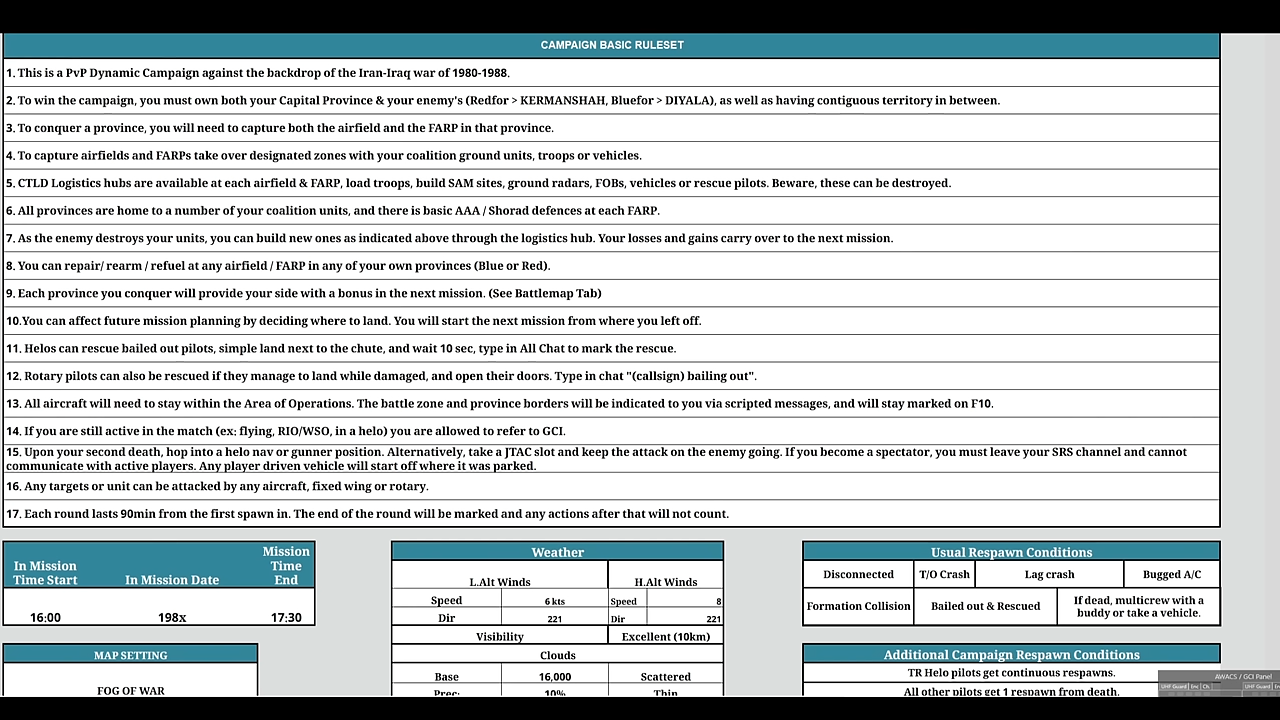 CAMPAIGN BASIC RULESET
1. This is a PvP Dynamic Campaign against the backdrop of the Iran-Iraq war of 1980-1988.
2. To win the campaign, you must own both your Capital Province & your enemy's (Redfor > KERMANSHAH, Bluefor > DIYALA), as well as having contiguous territory in between.
3. To conquer a province, you will need to capture both the airfield and the FARP in that province.
4. To capture airfields and FARPs take over designated zones with your coalition ground units, troops or vehicles.
5. CTLD Logistics hubs are available at each airfield & FARP, load troops, build SAM sites, ground radars, FOBs, vehicles or rescue pilots. Beware, these can be destroyed.
6. All provinces are home to a number of your coalition units, and there is basic AAA / Shorad defences at each FARP.
7. As the enemy destroys your units, you can build new ones as indicated above through the logistics hub. Your losses and gains carry over to the next mission.
8. You can repair/ rearm / refuel at any airfield / FARP in any of your own provinces (Blue or Red).
9. Each province you conquer will provide your side with a bonus in the next mission. (See Battlemap Tab)
10.You can affect future mission planning by deciding where to land. You will start the next mission from where you left off.
11. Helos can rescue bailed out pilots, simple land next to the chute, and wait 10 sec, type in All Chat to mark the rescue.
12. Rotary pilots can also be rescued if they manage to land while damaged, and open their doors. Type in chat "(callsign) bailing out".
13. All aircraft will need to stay within the Area of Operations. The battle zone and province borders will be indicated to you via scripted messages, and will stay marked on F10.
14. If you are still active in the match (ex: flying, RIO/WSO, in a helo) you are allowed to refer to GCI.
15. Upon your second death, hop into a helo nav or gunner position. Alternatively, take a JTAC slot and keep the attack on the enemy going. If you become a spectator, you must leave your SRS channel and cannot
communicate with active players. Any player driven vehicle will start off where it was parked.
16. Any targets or unit can be attacked by any aircraft, fixed wing or rotary.
17. Each round lasts 90min from the first spawn in. The end of the round will be marked and any actions after that will not count.
In Mission Time Start In Mission Date Mission Time End
16:00 198x 17:30
MAP SETTING
FOG OF WAR
Weather
L.Alt Winds H.Alt Winds
Speed 6 kts Speed 8
Dir 221 Dir 221
Visibility Excellent (10km)
Clouds
Base 16,000 Scattered
Prec: 10% Thin
Usual Respawn Conditions
Disconnected T/O Crash Lag crash Bugged A/C
Formation Collision Bailed out & Rescued If dead, multicrew with a buddy or take a vehicle.
Additional Campaign Respawn Conditions
TR Helo pilots get continuous respawns.
All other pilots get 1 respawn from death.
AWACS / GCI Panel
UHF Guard Enc Ch UHF Guard